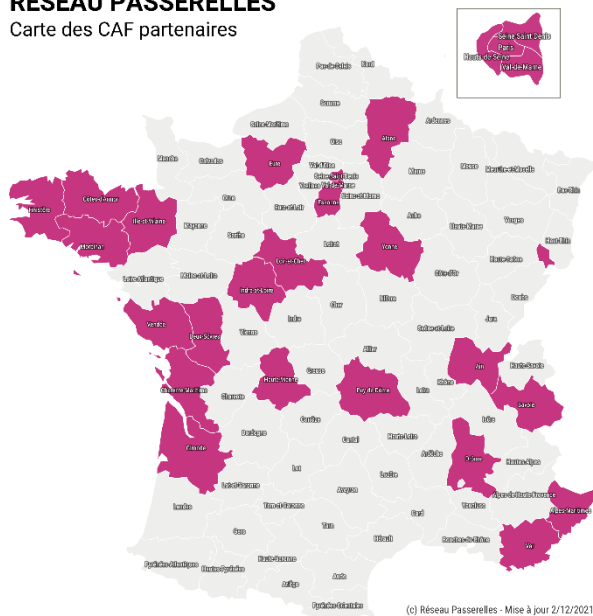 RÉSEAU PASSERELLES
Carte des CAF partenaires
Seine-Saint-Denis
Paris
Hauts-de-Seine
Val-de-Marne
Pas-de-Calais
Nord
Somme
Seine-Maritime
Aisne
Ardennes
Oise
Manche
Calvados
Eure
Val-d'Oise
Seine-Saint-Denis
Yvelines
Val-de-Marne
Essonne
Seine-et-Marne
Marne
Meuse
Meurthe-et-Moselle
Bas-Rhin
Orne
Eure-et-Loir
Aube
Haute-Marne
Vosges
Haut-Rhin
Finistère
Côtes-d'Armor
Ille-et-Vilaine
Morbihan
Mayenne
Sarthe
Loiret
Yonne
Loir-et-Cher
Côte-d'Or
Haute-Saône
Loire-Atlantique
Maine-et-Loire
Indre-et-Loire
Cher
Nièvre
Doubs
Jura
Vendée
Deux-Sèvres
Vienne
Indre
Saône-et-Loire
Allier
Charente-Maritime
Charente
Haute-Vienne
Creuse
Puy-de-Dôme
Loire
Rhône
Ain
Haute-Savoie
Savoie
Isère
Corrèze
Dordogne
Gironde
Cantal
Haute-Loire
Ardèche
Drôme
Hautes-Alpes
Lot
Lot-et-Garonne
Aveyron
Lozère
Landes
Tarn-et-Garonne
Gard
Vaucluse
Alpes-de-Haute-Provence
Alpes-Maritimes
Gers
Tarn
Hérault
Bouches-du-Rhône
Var
Pyrénées-Atlantiques
Hautes-Pyrénées
Haute-Garonne
Ariège
Aude
Pyrénées-Orientales
(c) Réseau Passerelles - Mise à jour 2/12/2021